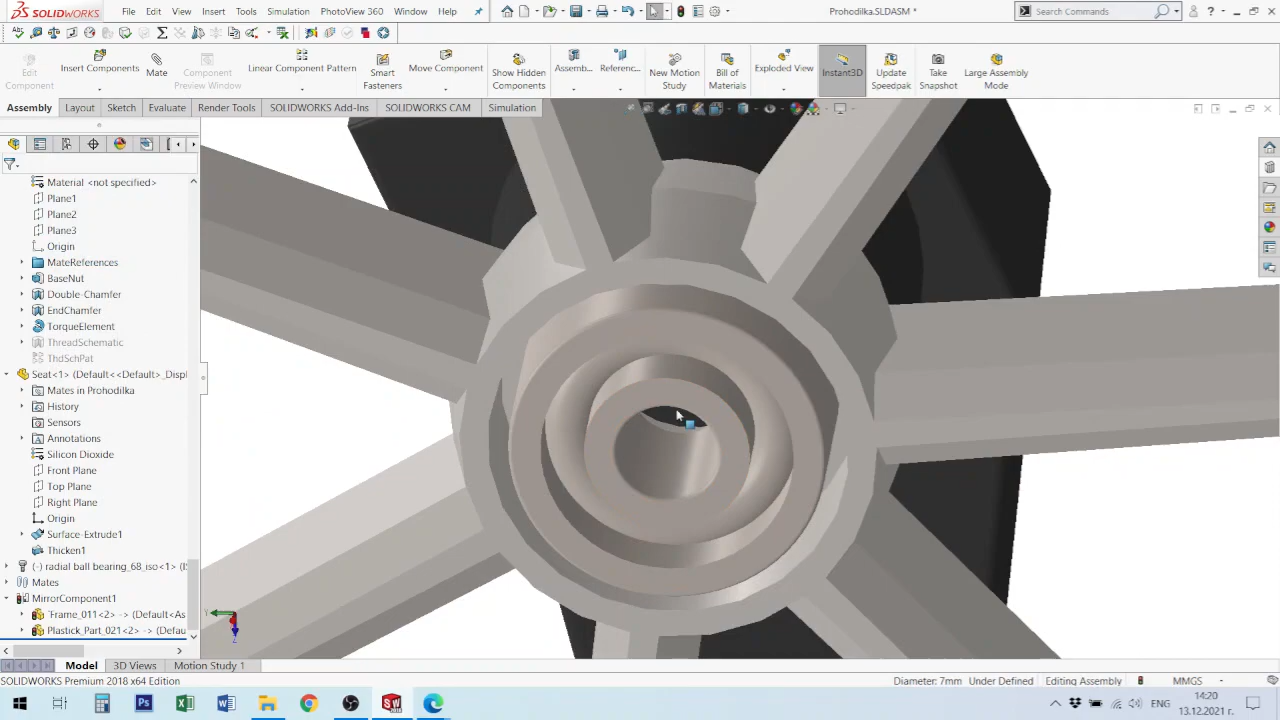 SOLIDWORKS
File Edit View Insert Tools Simulation PhotoView 360 Window Help
Prohodilka.SLDASM *
Search Commands
Edit Component
Insert Components
Mate
Component Preview Window
Linear Component Pattern
Smart Fasteners
Move Component
Show Hidden Components
Assemb...
Referenc...
New Motion Study
Bill of Materials
Exploded View
Instant3D
Update Speedpak
Take Snapshot
Large Assembly Mode
Assembly Layout Sketch Evaluate Render Tools SOLIDWORKS Add-Ins SOLIDWORKS CAM Simulation
Material <not specified>
Plane1
Plane2
Plane3
Origin
MateReferences
BaseNut
Double-Chamfer
EndChamfer
TorqueElement
ThreadSchematic
ThdSchPat
Seat<1> (Default<<Default>_Displ
Mates in Prohodilka
History
Sensors
Annotations
Silicon Dioxide
Front Plane
Top Plane
Right Plane
Origin
Surface-Extrude1
Thicken1
(-) radial ball bearing_68_iso<1> (IS
Mates
MirrorComponent1
Frame_011<2> -> (Default<As
Plastick_Part_021<2> -> (Defau
Y
Z
Model 3D Views Motion Study 1
SOLIDWORKS Premium 2018 x64 Edition
Diameter: 7mm Under Defined Editing Assembly MMGS
ЕНГ
14:20
13.12.2021 г.